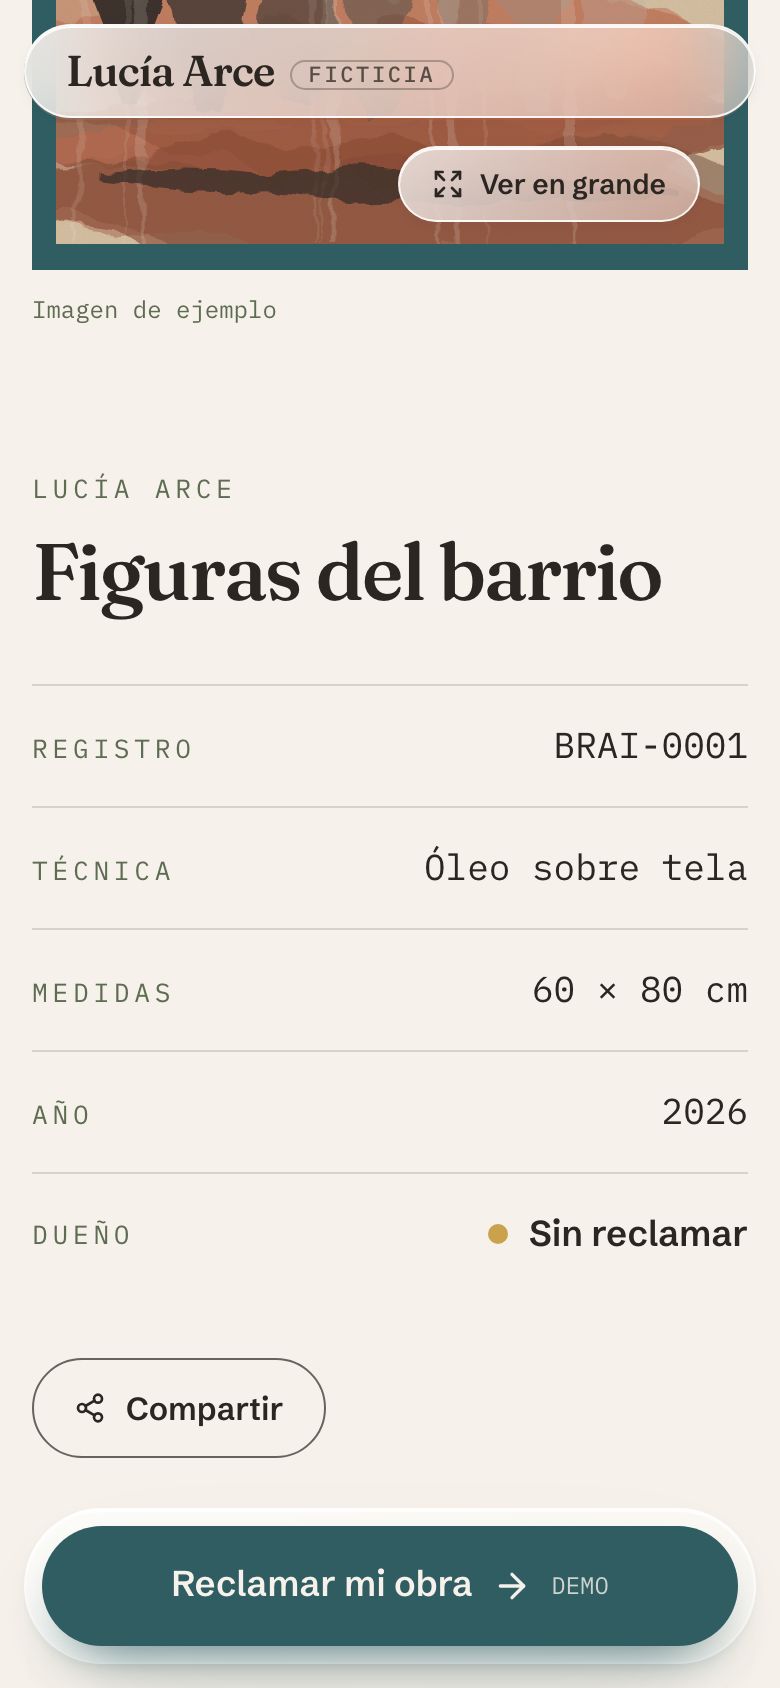 Lucía Arce FICTICIA
Ver en grande
Imagen de ejemplo
LUCÍA ARCE
Figuras del barrio
REGISTRO BRAI-0001
TÉCNICA Óleo sobre tela
MEDIDAS 60 × 80 cm
AÑO 2026
DUEÑO Sin reclamar
Compartir
Reclamar mi obra → DEMO